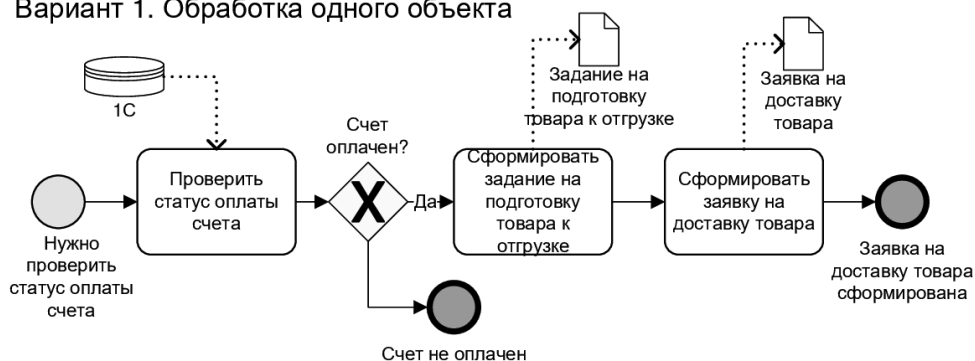 Вариант 1. Обработка одного объекта
1С
Задание на
подготовку
товара к отгрузке
Заявка на
доставку
товара
Счет
оплачен?
Нужно
проверить
статус оплаты
счета
Проверить
статус оплаты
счета
X
Да
Сформировать
задание на
подготовку
товара к
отгрузке
Сформировать
заявку на
доставку товара
Заявка на
доставку товара
сформирована
Счет не оплачен